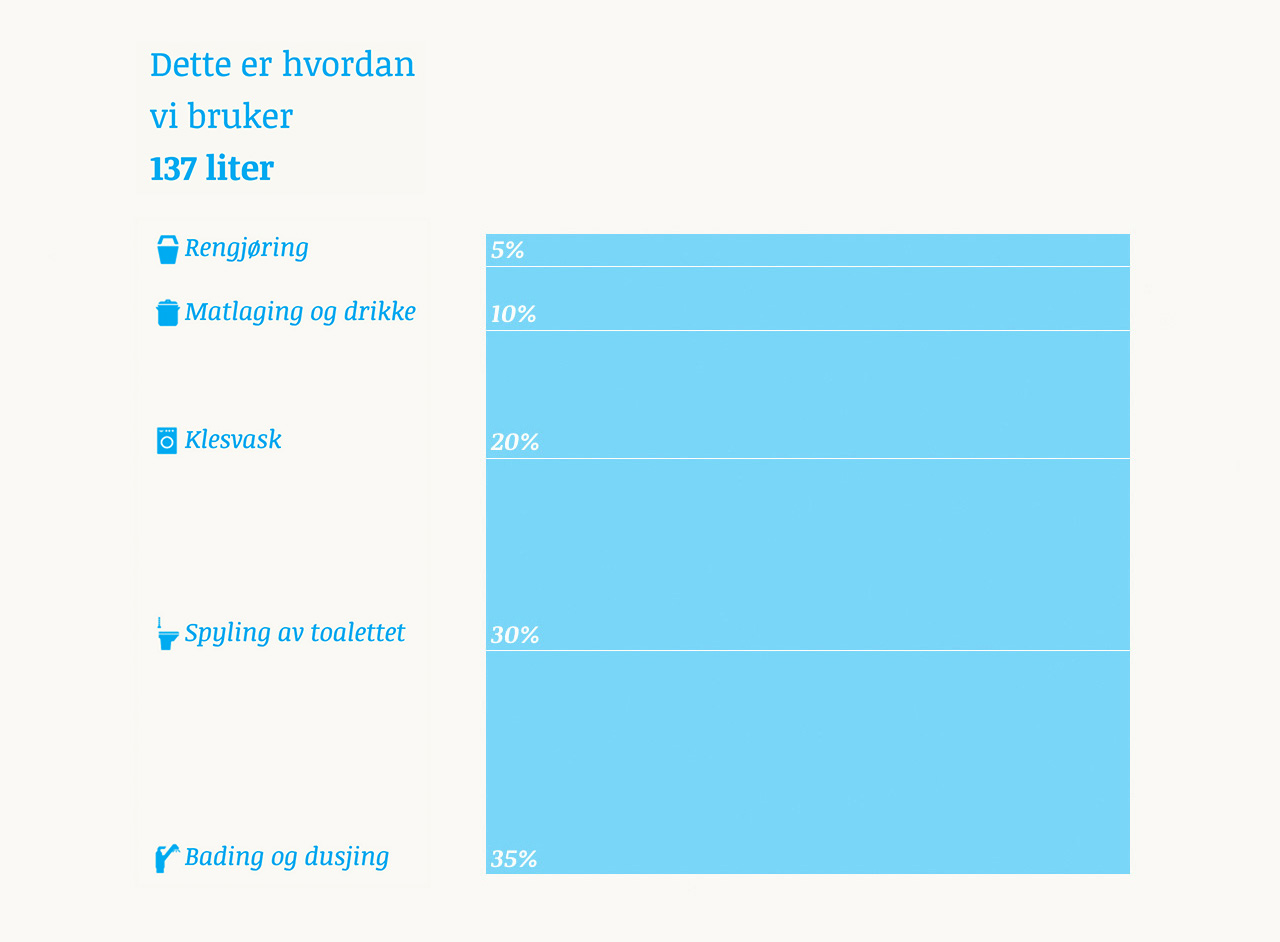 Dette er hvordan
vi bruker
137 liter
Rengjøring 5%
Matlaging og drikke 10%
Klesvask 20%
Spyling av toalettet 30%
Bading og dusjing 35%